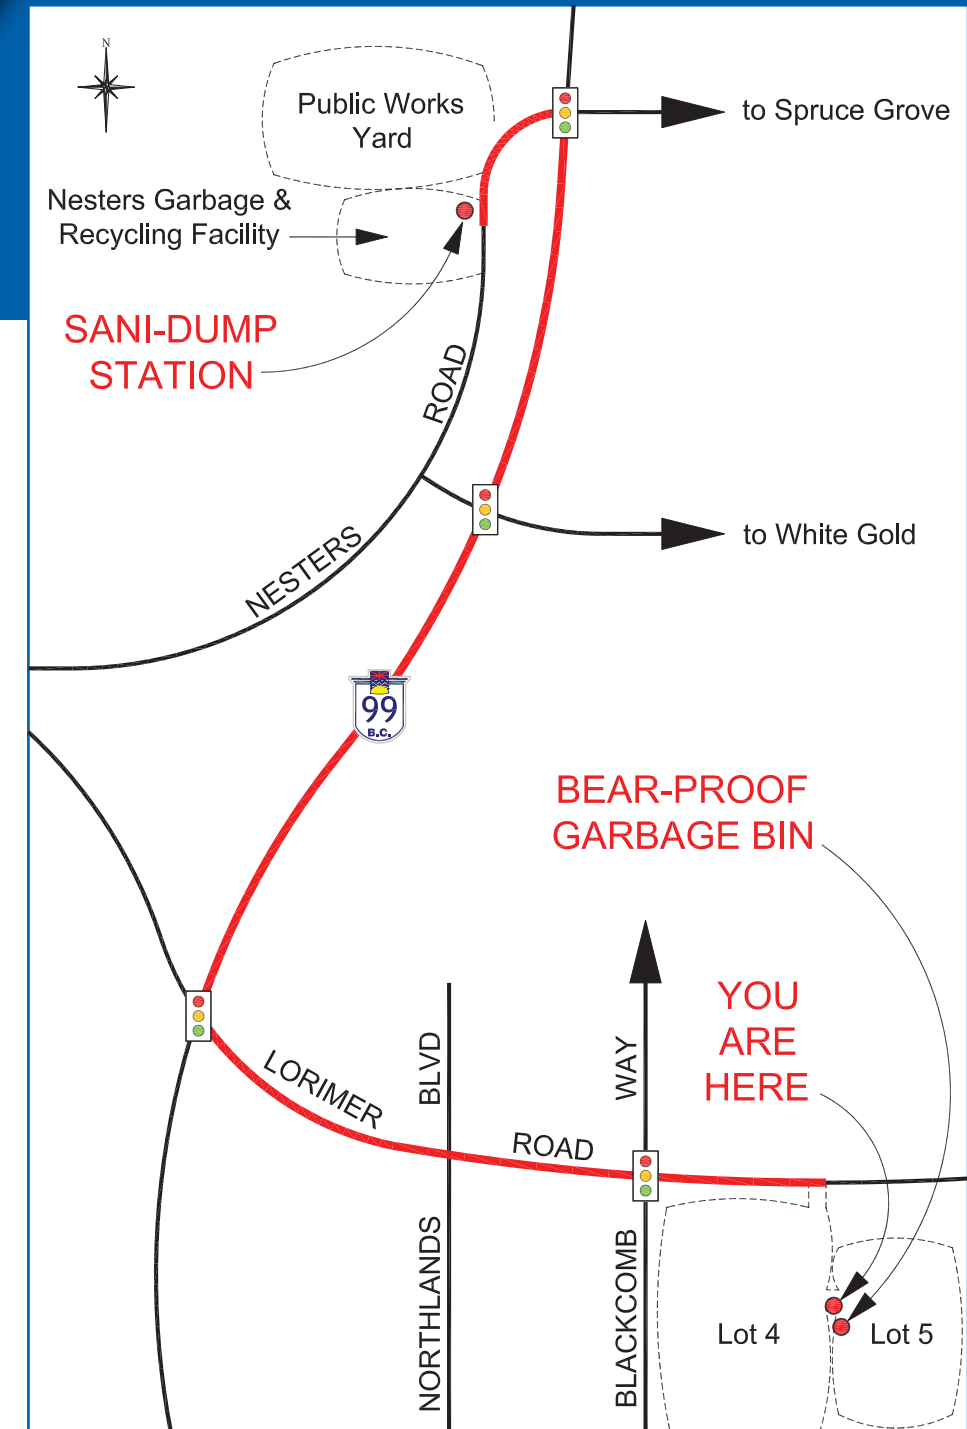 N
Public Works
Yard
to Spruce Grove
Nesters Garbage &
Recycling Facility
SANI-DUMP
STATION
ROAD
NESTERS
to White Gold
99
B.C.
BEAR-PROOF
GARBAGE BIN
YOU
ARE
HERE
LORIMER
ROAD
BLVD
NORTHLANDS
WAY
BLACKCOMB
Lot 4
Lot 5